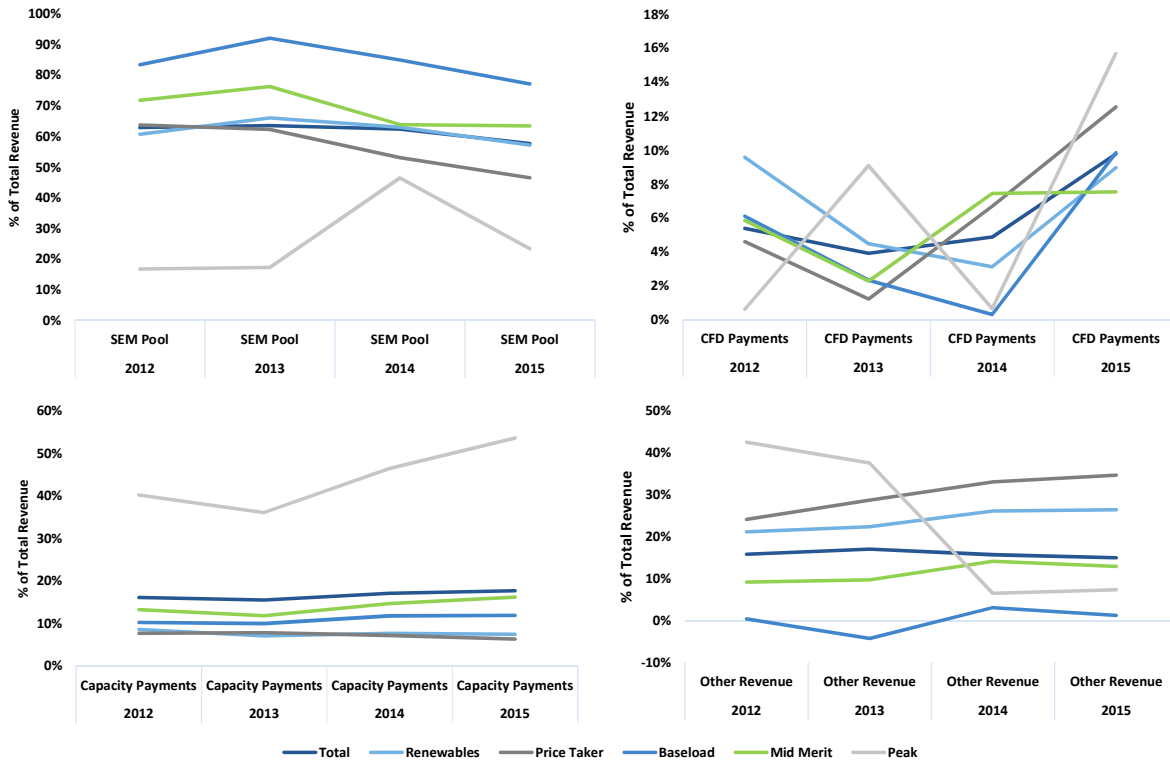 % of Total Revenue
100%
90%
80%
70%
60%
50%
40%
30%
20%
10%
0%
SEM Pool SEM Pool SEM Pool SEM Pool
2012 2013 2014 2015
% of Total Revenue
18%
16%
14%
12%
10%
8%
6%
4%
2%
0%
CFD Payments CFD Payments CFD Payments CFD Payments
2012 2013 2014 2015
% of Total Revenue
60%
50%
40%
30%
20%
10%
0%
Capacity Payments Capacity Payments Capacity Payments Capacity Payments
2012 2013 2014 2015
% of Total Revenue
50%
40%
30%
20%
10%
0%
-10%
Other Revenue Other Revenue Other Revenue Other Revenue
2012 2013 2014 2015
Total Renewables Price Taker Baseload Mid Merit Peak